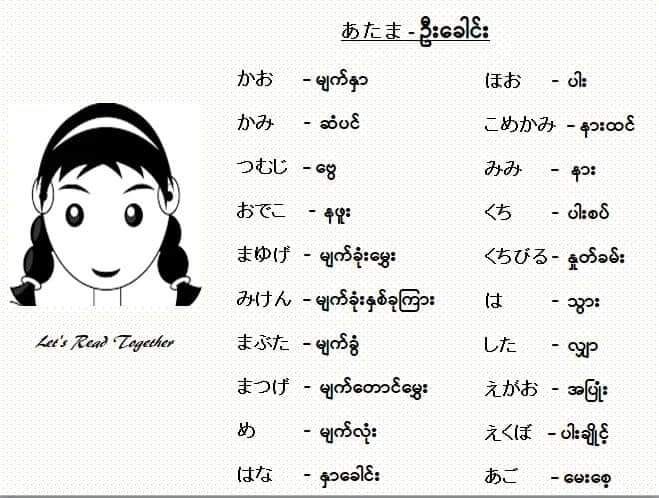 あたま - ဦးခေါင်း
かお - မျက်နှာ
かみ - ဆံပင်
つむじ - ဗွေ
おでこ - နဖူး
まゆげ - မျက်ခုံးမွှေး
みけん - မျက်ခုံးနှစ်ခုကြား
まぶた - မျက်ခွံ
まつげ - မျက်တောင်မွှေး
め - မျက်လုံး
はな - နှာခေါင်း
ほお - ပါး
こめかみ - နားထင်
みみ - နား
くち - ပါးစပ်
くちびる - နှုတ်ခမ်း
は - သွား
した - လျှာ
えがお - အပြုံး
えくぼ - ပါးချိုင့်
あご - မေးစေ့
Let's Read Together